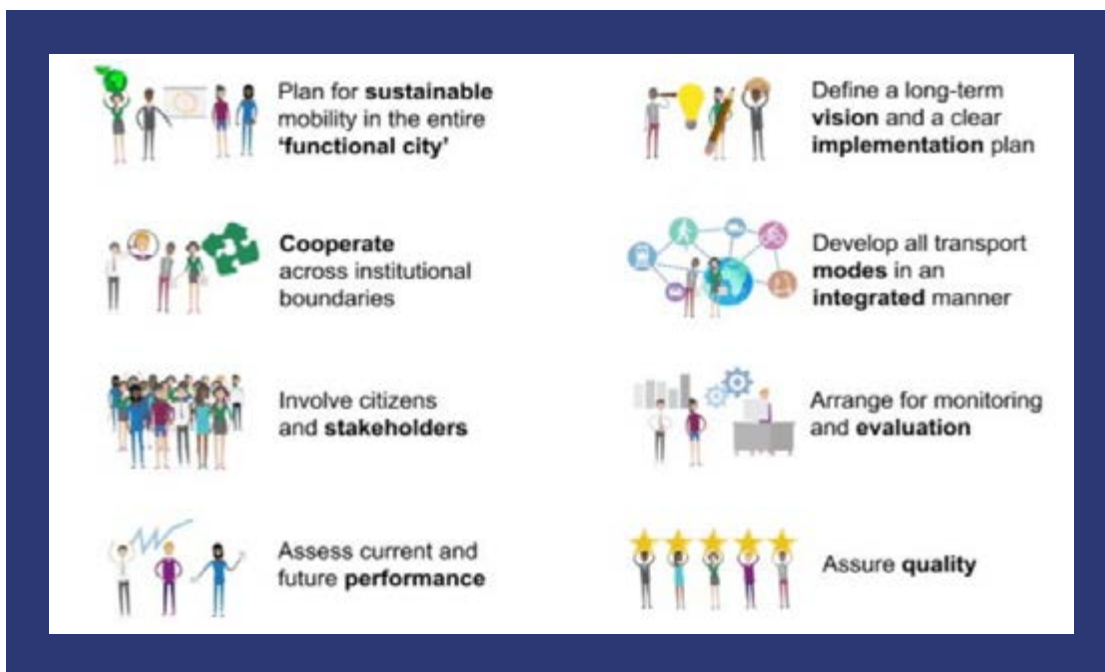 Plan for sustainable
mobility in the entire
‘functional city’
Cooperate
across institutional
boundaries
Involve citizens
and stakeholders
Assess current and
future performance
Define a long-term
vision and a clear
implementation plan
Develop all transport
modes in an
integrated manner
Arrange for monitoring
and evaluation
Assure quality